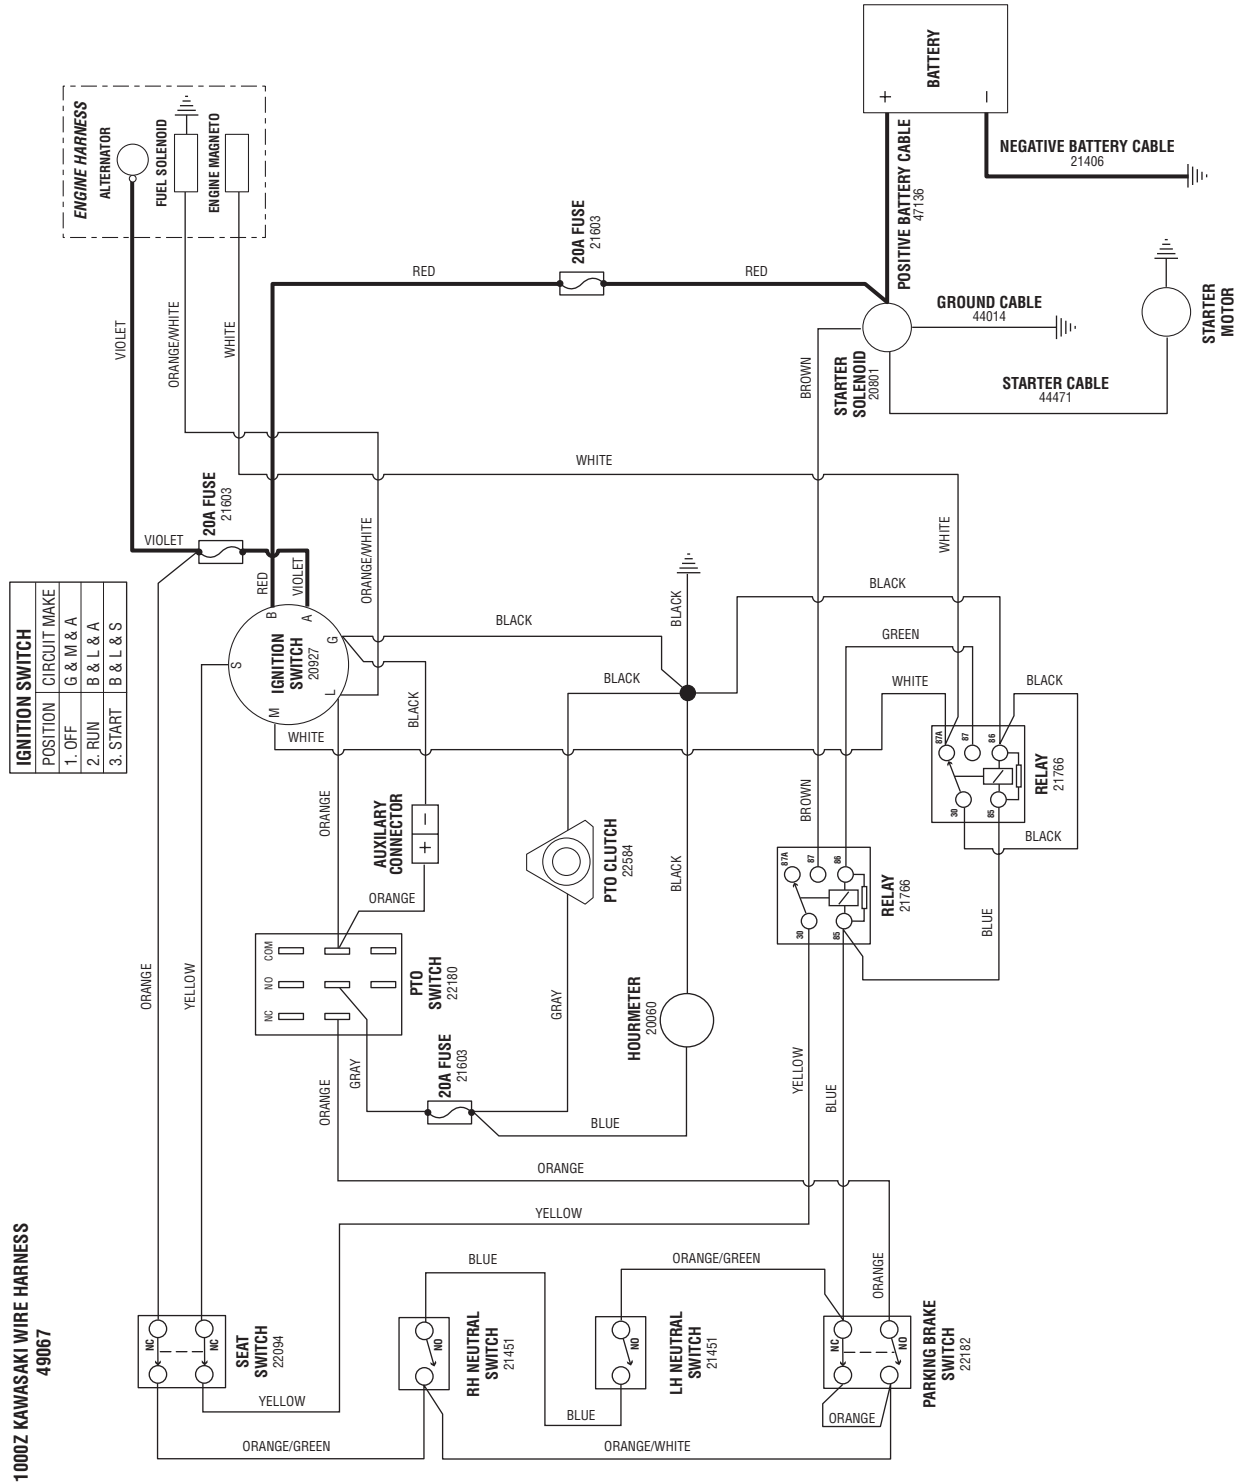 1000Z KAWASAKI WIRE HARNESS
49067
ENGINE HARNESS
ALTERNATOR
FUEL SOLENOID
ENGINE MAGNETO
VIOLET
ORANGE/WHITE
WHITE
BATTERY
+
−
NEGATIVE BATTERY CABLE
21406
POSITIVE BATTERY CABLE
47136
20A FUSE
21603
RED
RED
GROUND CABLE
44014
STARTER
MOTOR
STARTER
SOLENOID
20801
STARTER CABLE
44471
BROWN
WHITE
WHITE
20A FUSE
21603
VIOLET
RED
VIOLET
ORANGE/WHITE
IGNITION SWITCH
POSITION
CIRCUIT MAKE
1. OFF
G & M & A
2. RUN
B & L & A
3. START
B & L & S
IGNITION
SWITCH
20927
B
A
G
L
M
S
BLACK
BLACK
BLACK
BLACK
GREEN
WHITE
BLACK
BLACK
WHITE
ORANGE
AUXILARY
CONNECTOR
+
−
ORANGE
BROWN
87A
87
86
30
85
RELAY
21766
BLACK
87A
87
86
30
85
RELAY
21766
BLUE
PTO CLUTCH
22584
BLACK
PTO
SWITCH
22180
COM
NO
NC
ORANGE
YELLOW
GRAY
HOURMETER
20060
ORANGE
GRAY
20A FUSE
21603
BLUE
YELLOW
BLUE
ORANGE
YELLOW
BLUE
ORANGE/GREEN
ORANGE
NC
NC
SEAT
SWITCH
22094
NO
RH NEUTRAL
SWITCH
21451
NO
LH NEUTRAL
SWITCH
21451
NC
NO
PARKING BRAKE
SWITCH
22182
YELLOW
BLUE
ORANGE
ORANGE/GREEN
ORANGE/WHITE